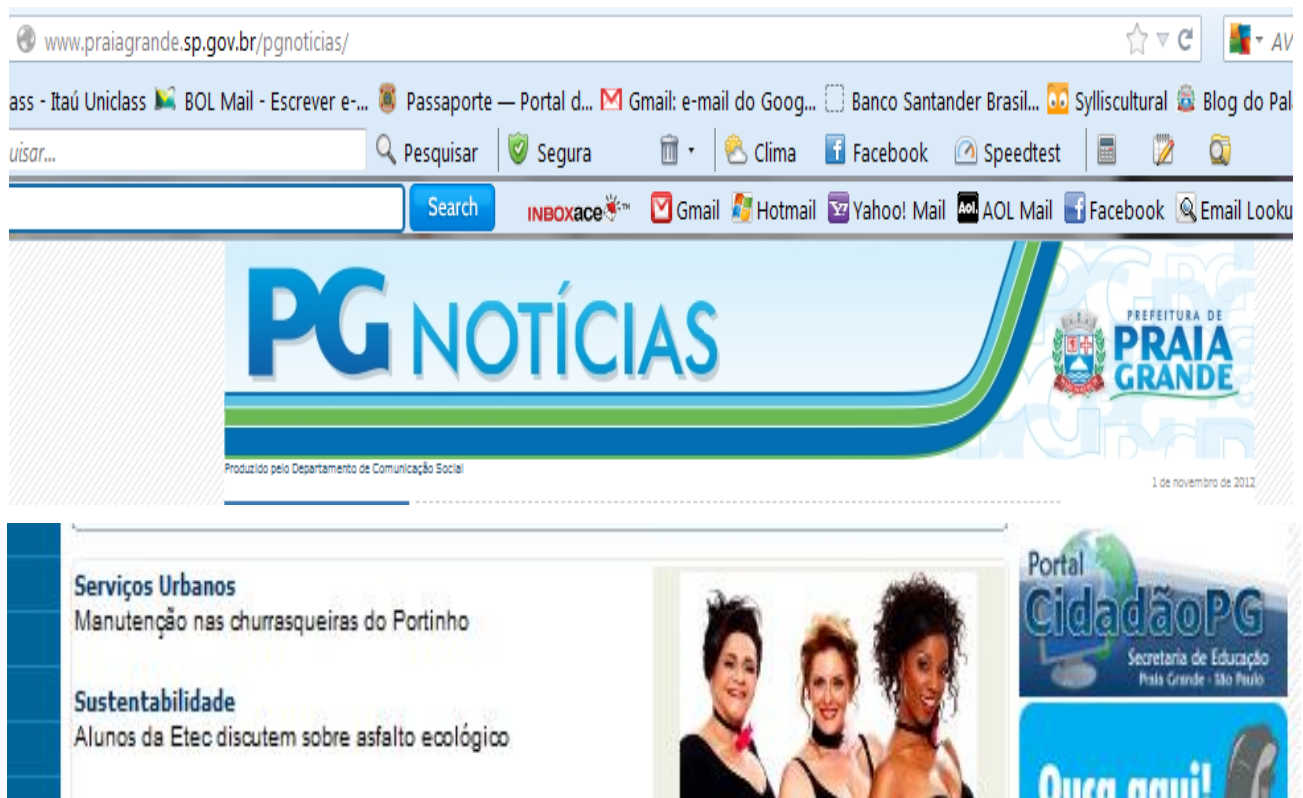 www.praiagrande.sp.gov.br/pgnoticias/ AV
ass - Itaú Uniclass BOL Mail - Escrever e-... Passaporte — Portal d... Gmail: e-mail do Goog... Banco Santander Brasil... Sylliscultural Blog do Pal
uisar... Pesquisar Segura Clima Facebook Speedtest
Search INBOXace™ Gmail Hotmail Yahoo! Mail AOL Mail Facebook Email Looku
PG NOTÍCIAS
PREFEITURA DE
PRAIA
GRANDE
Produzido pelo Departamento de Comunicação Social
1 de novembro de 2012
Serviços Urbanos
Manutenção nas churrasqueiras do Portinho
Sustentabilidade
Alunos da Etec discutem sobre asfalto ecológico
Portal
CidadãoPG
Secretaria de Educação
Praia Grande - São Paulo
Ouça aqui!